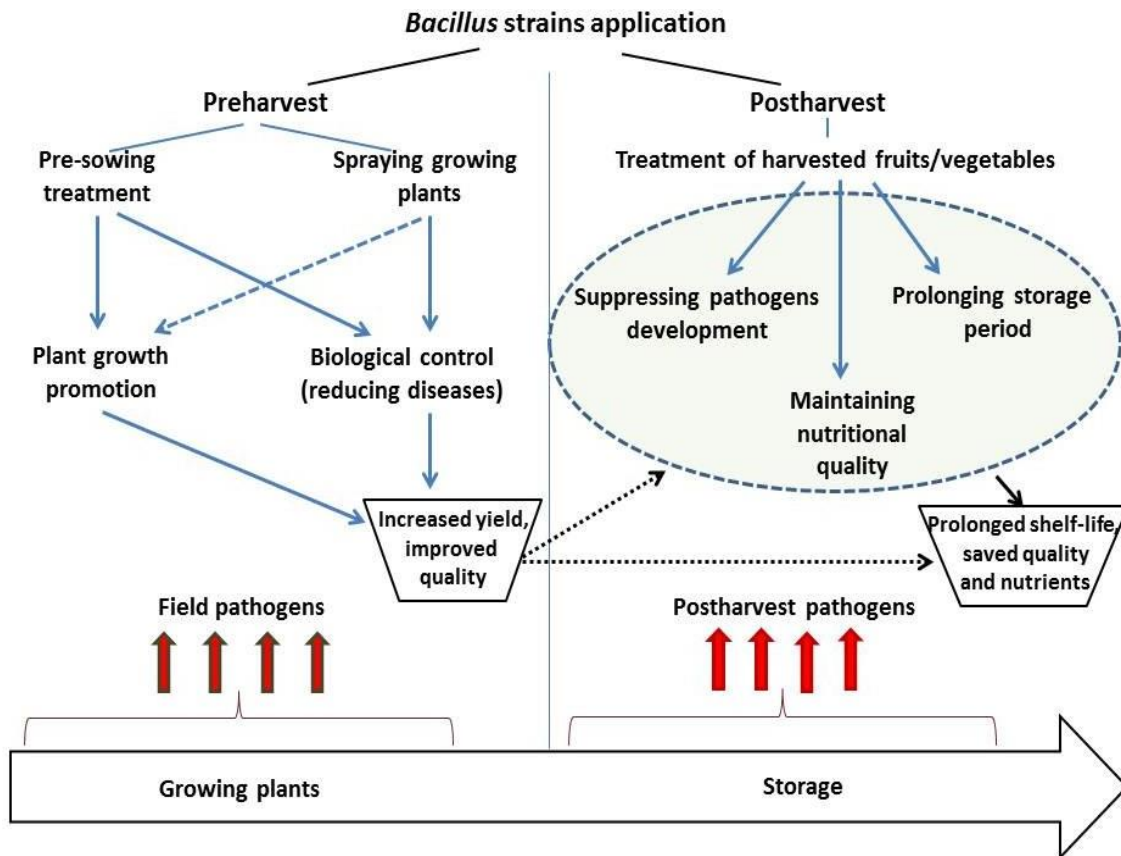 Bacillus strains application
Preharvest
Postharvest
Pre-sowing
treatment
Spraying growing
plants
Treatment of harvested fruits/vegetables
Suppressing pathogens
development
Prolonging storage
period
Plant growth
promotion
Biological control
(reducing diseases)
Maintaining
nutritional
quality
Increased yield,
improved
quality
Prolonged shelf-life,
saved quality
and nutrients
Field pathogens
Postharvest pathogens
Growing plants
Storage